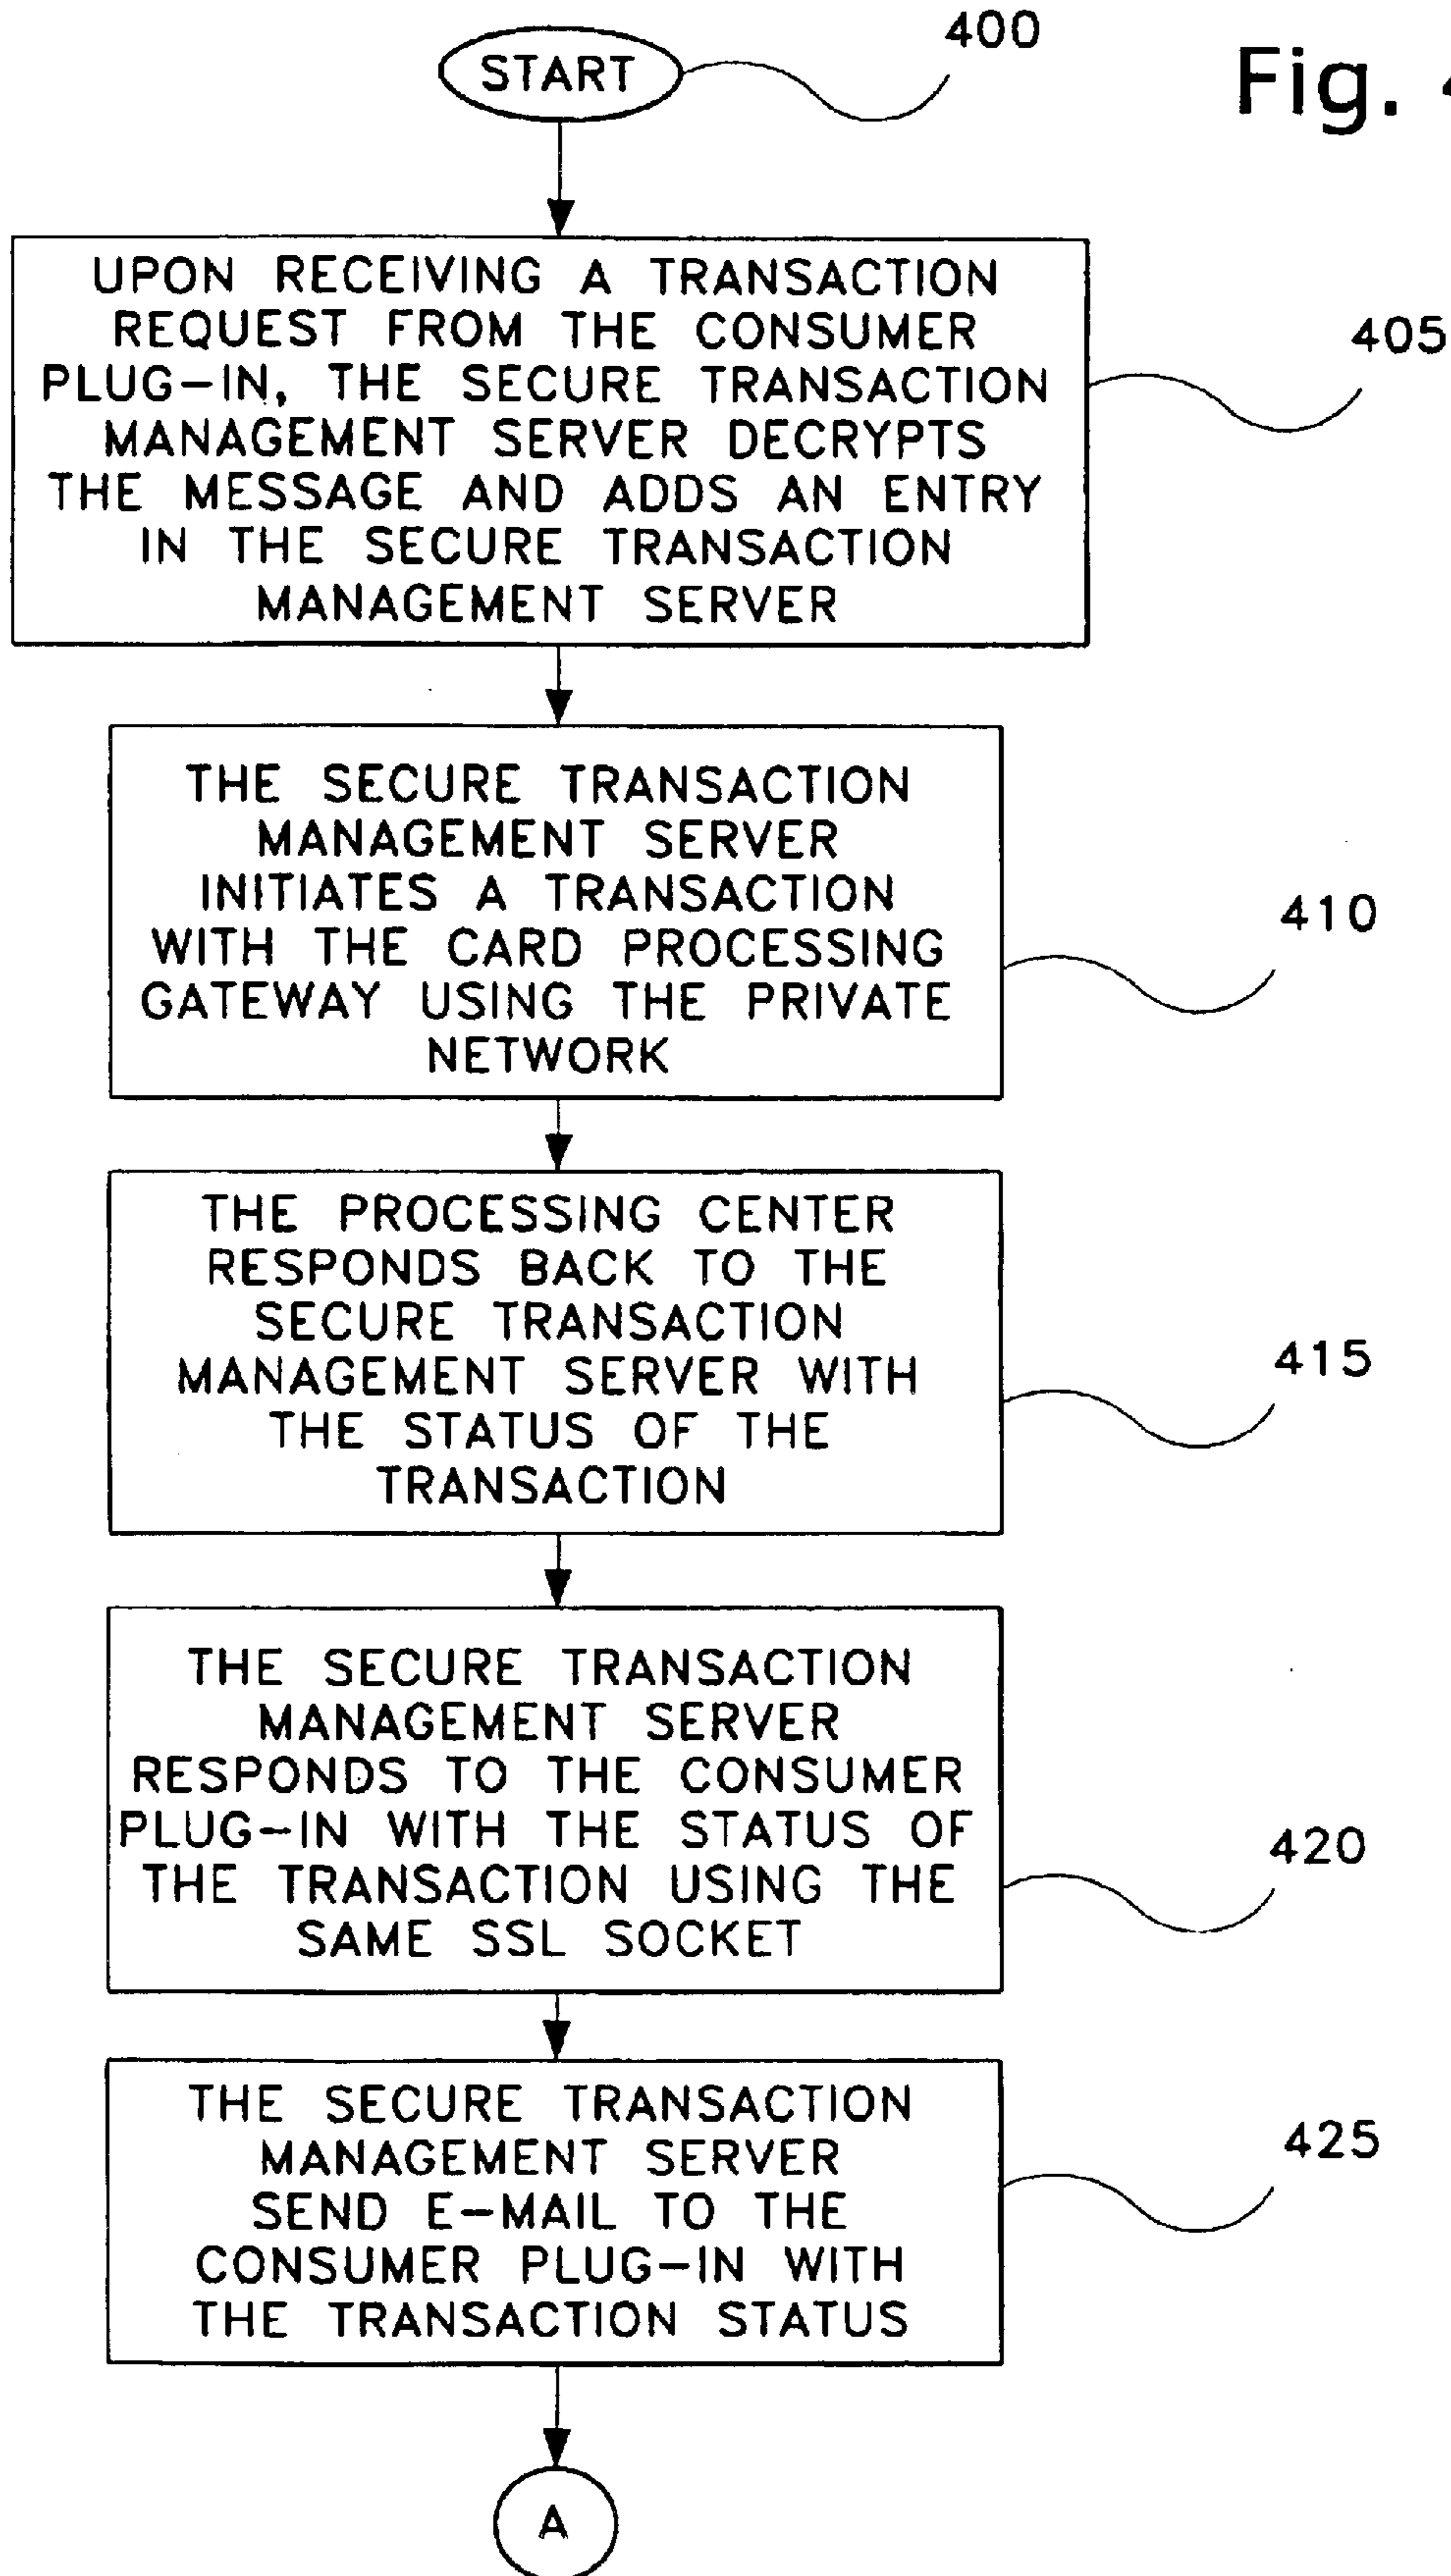 START
400
Fig. 4
UPON RECEIVING A TRANSACTION
REQUEST FROM THE CONSUMER
PLUG-IN, THE SECURE TRANSACTION
MANAGEMENT SERVER DECRYPTS
THE MESSAGE AND ADDS AN ENTRY
IN THE SECURE TRANSACTION
MANAGEMENT SERVER
405
THE SECURE TRANSACTION
MANAGEMENT SERVER
INITIATES A TRANSACTION
WITH THE CARD PROCESSING
GATEWAY USING THE PRIVATE
NETWORK
410
THE PROCESSING CENTER
RESPONDS BACK TO THE
SECURE TRANSACTION
MANAGEMENT SERVER WITH
THE STATUS OF THE
TRANSACTION
415
THE SECURE TRANSACTION
MANAGEMENT SERVER
RESPONDS TO THE CONSUMER
PLUG-IN WITH THE STATUS OF
THE TRANSACTION USING THE
SAME SSL SOCKET
420
THE SECURE TRANSACTION
MANAGEMENT SERVER
SEND E-MAIL TO THE
CONSUMER PLUG-IN WITH
THE TRANSACTION STATUS
425
A